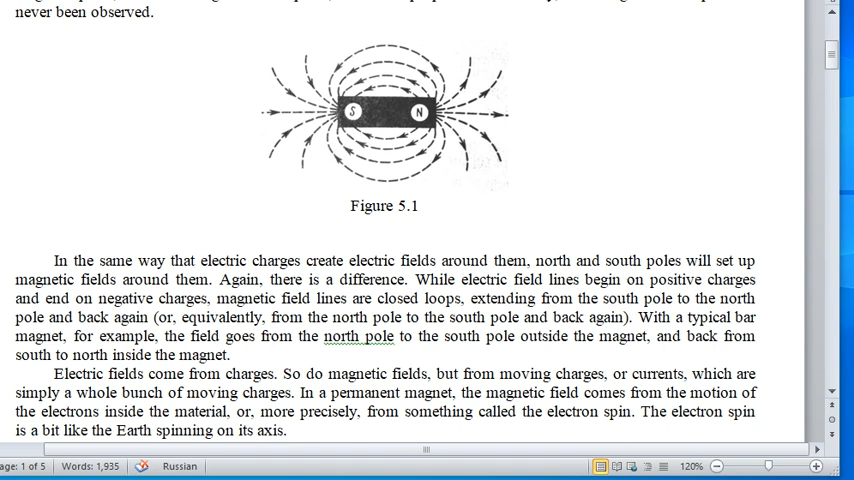 never been observed.
S N
Figure 5.1
In the same way that electric charges create electric fields around them, north and south poles will set up
magnetic fields around them. Again, there is a difference. While electric field lines begin on positive charges
and end on negative charges, magnetic field lines are closed loops, extending from the south pole to the north
pole and back again (or, equivalently, from the north pole to the south pole and back again). With a typical bar
magnet, for example, the field goes from the north pole to the south pole outside the magnet, and back from
south to north inside the magnet.
Electric fields come from charges. So do magnetic fields, but from moving charges, or currents, which are
simply a whole bunch of moving charges. In a permanent magnet, the magnetic field comes from the motion of
the electrons inside the material, or, more precisely, from something called the electron spin. The electron spin
is a bit like the Earth spinning on its axis.
age: 1 of 5 Words: 1,935 Russian 120%